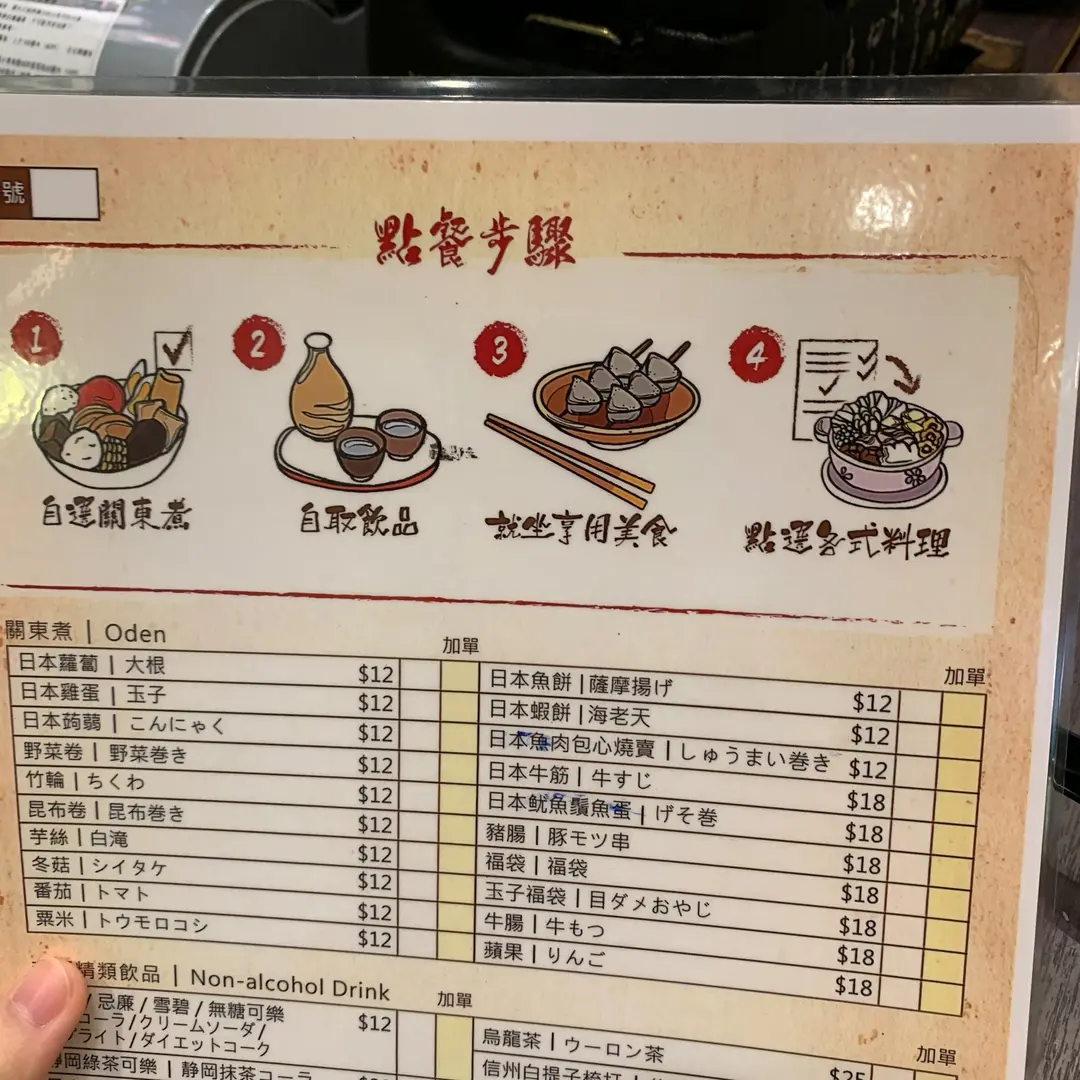 號
點餐步驟
1
2
3
4
自選關東煮
自取飲品
就坐享用美食
點選各式料理
關東煮 | Oden
加單
日本蘿蔔 | 大根 $12
日本雞蛋 | 玉子 $12
日本蒟蒻 | こんにゃく $12
野菜卷 | 野菜巻き $12
竹輪 | ちくわ $12
昆布卷 | 昆布巻き $12
芋絲 | 白滝 $12
冬菇 | シイタケ $12
番茄 | トマト $12
粟米 | トウモロコシ $12
加單
日本魚餅 | 薩摩揚げ $12
日本蝦餅 | 海老天 $12
日本魚肉包心燒賣 | しゅうまい巻き $12
日本牛筋 | 牛すじ $18
日本魷魚鬚魚蛋 | げそ巻 $18
豬腸 | 豚モツ串 $18
福袋 | 福袋 $18
玉子福袋 | 目ダメおやじ $18
牛腸 | 牛もつ $18
蘋果 | りんご $18
精類飲品 | Non-alcohol Drink
加單
/ 忌廉 / 雪碧 / 無糖可樂 $12
コーラ/クリームソーダ/
ライト/ダイエットコーク
靜岡綠茶可樂 | 静岡抹茶コーラ
加單
烏龍茶 | ウーロン茶 $25
信州白提子